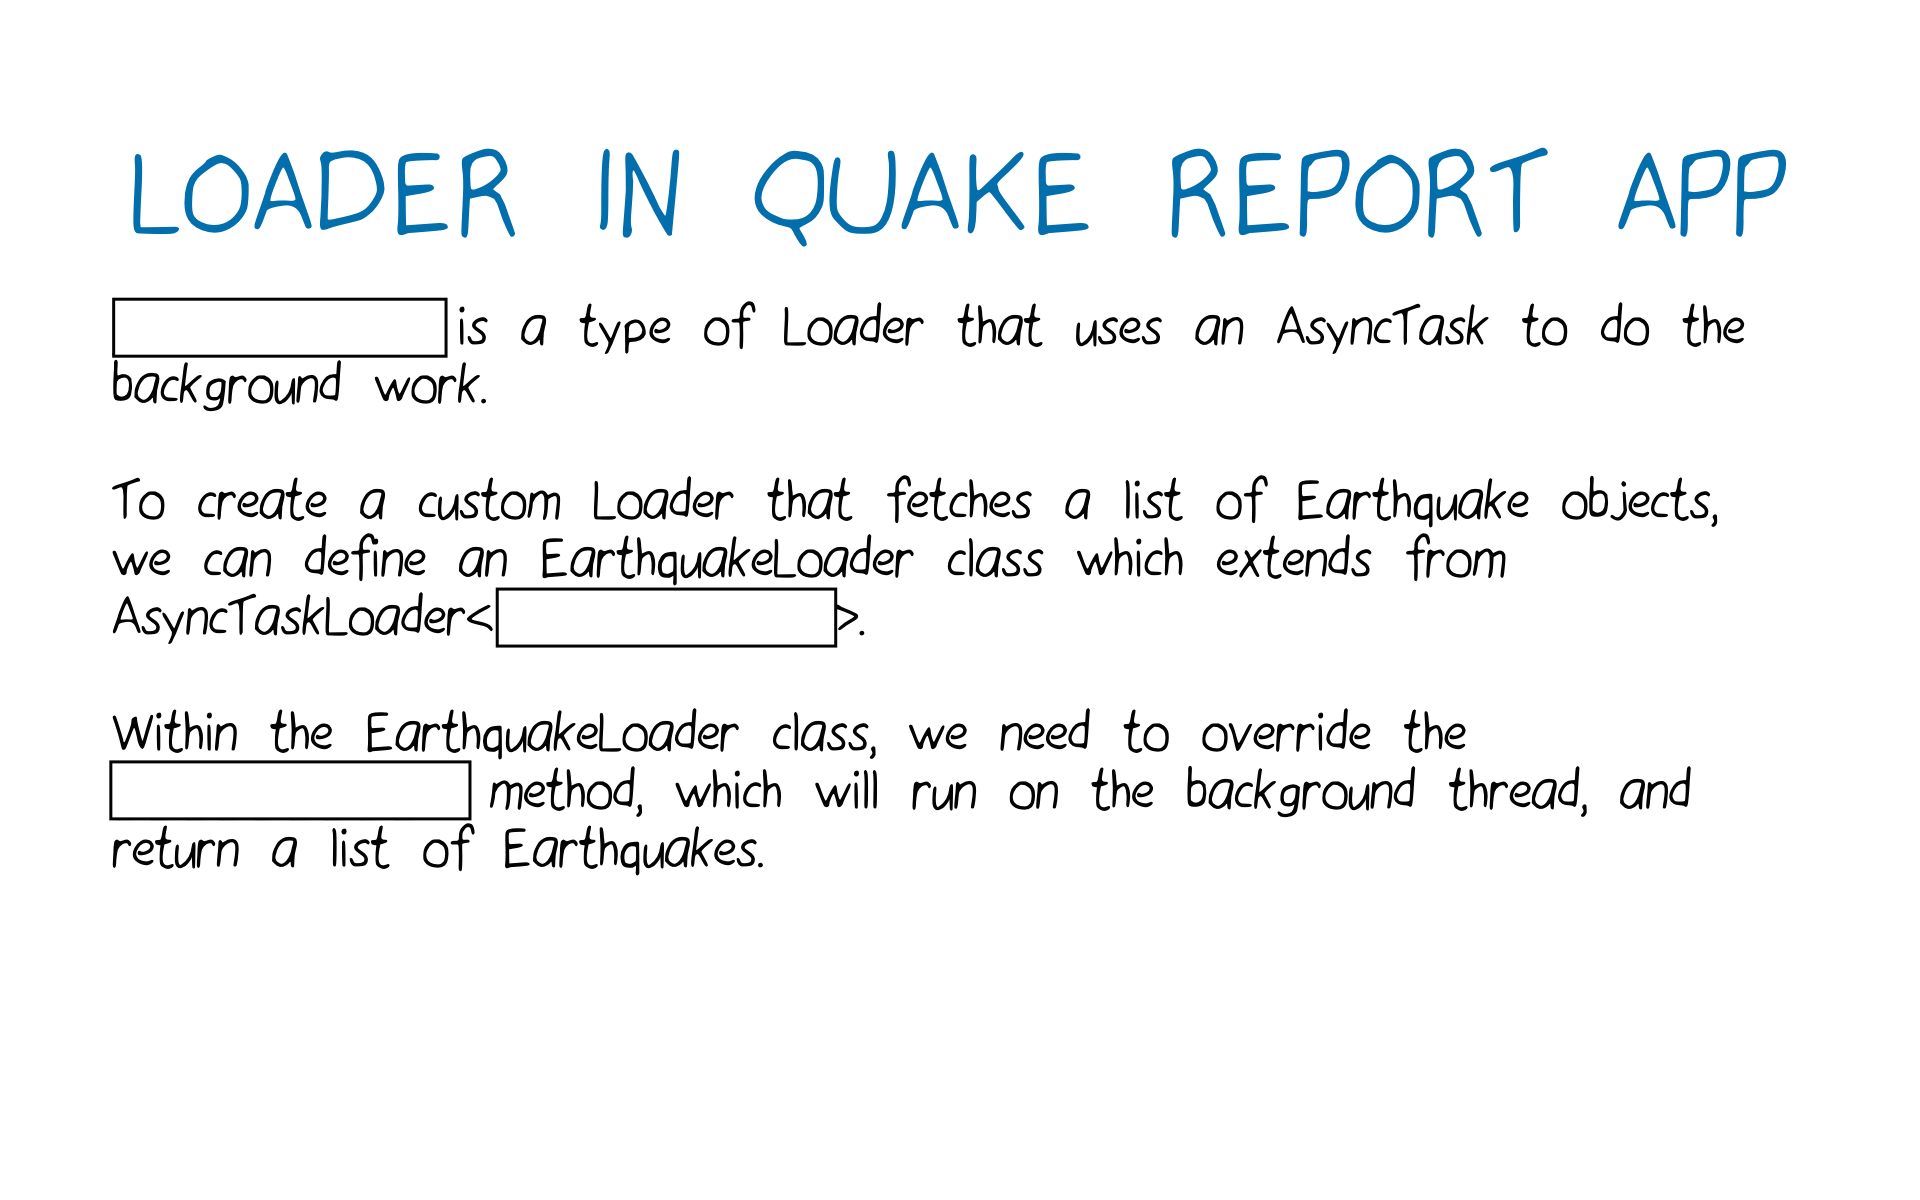 LOADER IN QUAKE REPORT APP
is a type of Loader that uses an AsyncTask to do the
background work.
To create a custom Loader that fetches a list of Earthquake objects,
we can define an EarthquakeLoader class which extends from
AsyncTaskLoader< >.
Within the EarthquakeLoader class, we need to override the
method, which will run on the background thread, and
return a list of Earthquakes.